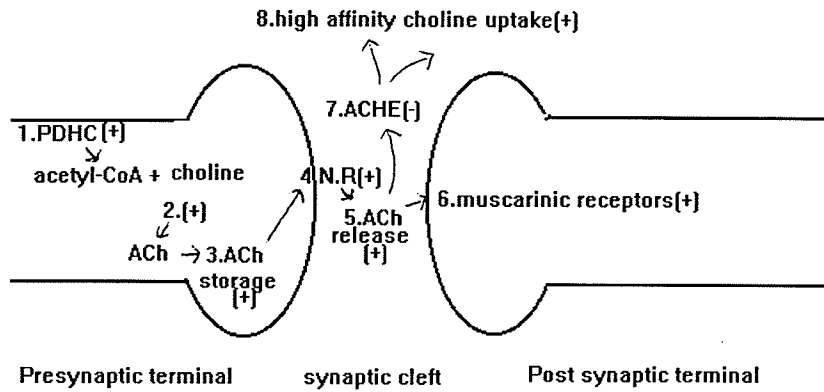 8.high affinity choline uptake(+)
7.ACHE(-)
1.PDHC(+)
acetyl-CoA + choline
4.N.R(+)
2.(+)
6.muscarinic receptors(+)
5.ACh
release
(+)
ACh
3.ACh
storage
(+)
Presynaptic terminal
synaptic cleft
Post synaptic terminal